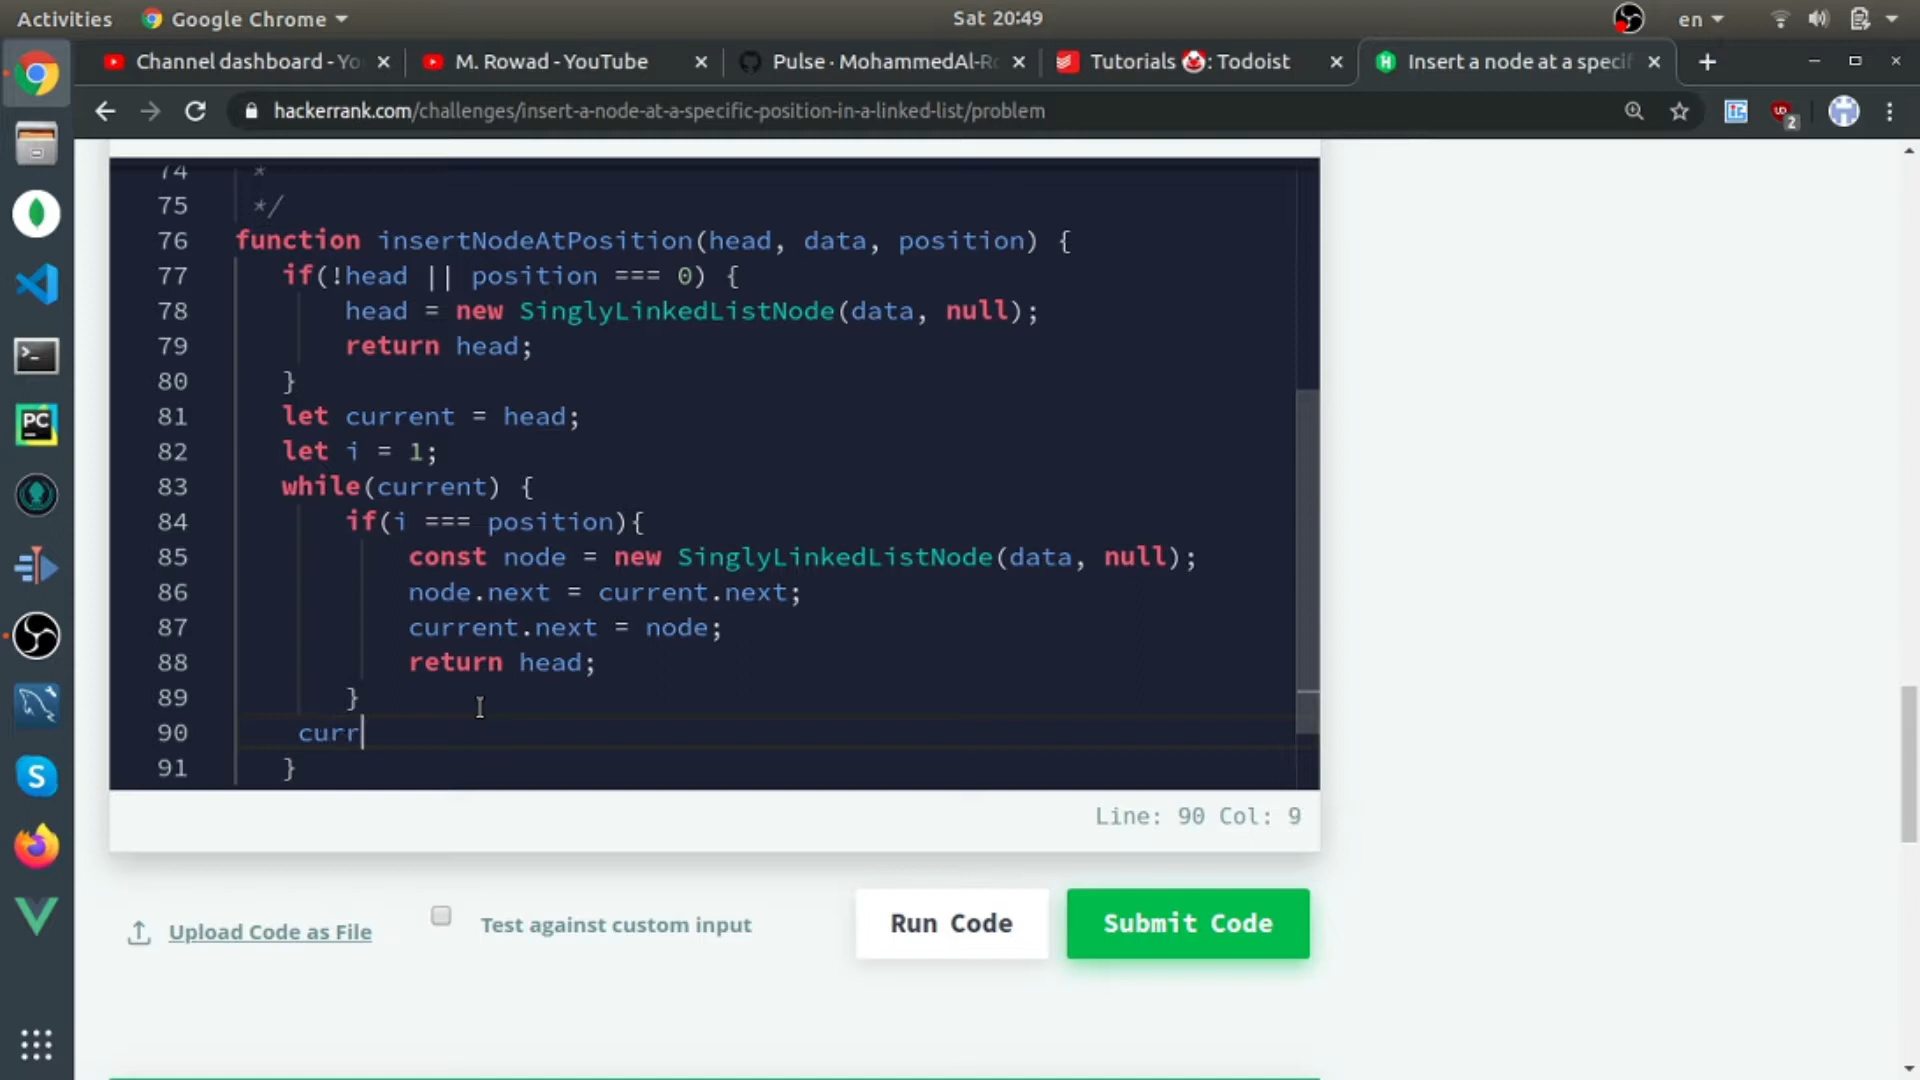 Activities Google Chrome Sat 20:49 en
Channel dashboard - Yo M. Rowad - YouTube Pulse · MohammedAl-Ro Tutorials 🤡: Todoist Insert a node at a specif
hackerrank.com/challenges/insert-a-node-at-a-specific-position-in-a-linked-list/problem
74 *
75 */
76 function insertNodeAtPosition(head, data, position) {
77 if(!head || position === 0) {
78 head = new SinglyLinkedListNode(data, null);
79 return head;
80 }
81 let current = head;
82 let i = 1;
83 while(current) {
84 if(i === position){
85 const node = new SinglyLinkedListNode(data, null);
86 node.next = current.next;
87 current.next = node;
88 return head;
89 }
90 curr
91 }
Line: 90 Col: 9
Upload Code as File Test against custom input Run Code Submit Code